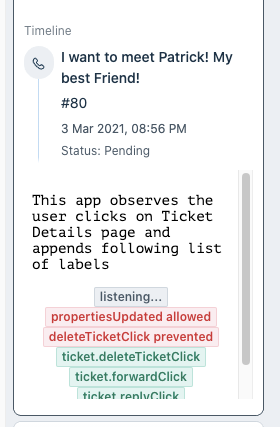 Timeline
I want to meet Patrick! My
best Friend!
#80
3 Mar 2021, 08:56 PM
Status: Pending
This app observes the
user clicks on Ticket
Details page and
appends following list
of labels
listening...
propertiesUpdated allowed
deleteTicketClick prevented
ticket.deleteTicketClick
ticket.forwardClick
ticket.replyClick